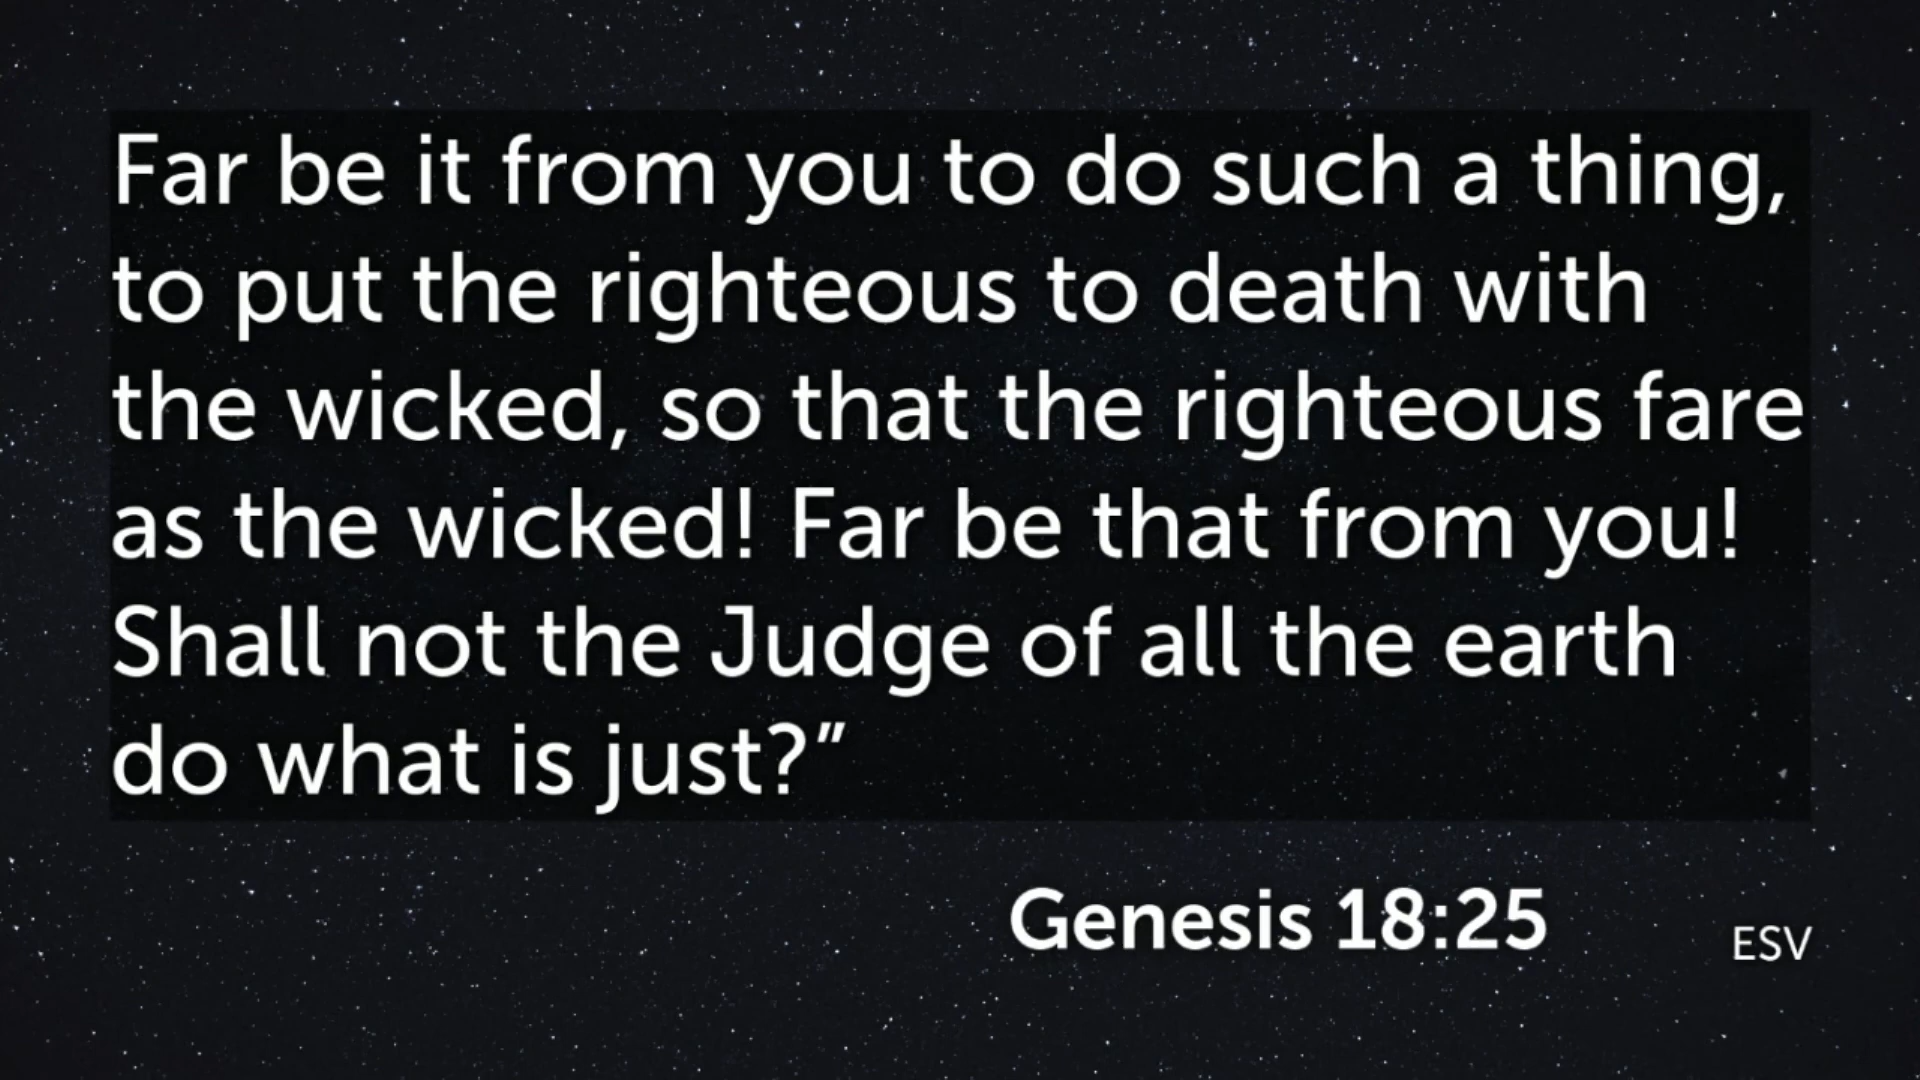 Far be it from you to do such a thing,
to put the righteous to death with
the wicked, so that the righteous fare
as the wicked! Far be that from you!
Shall not the Judge of all the earth
do what is just?”
Genesis 18:25
ESV